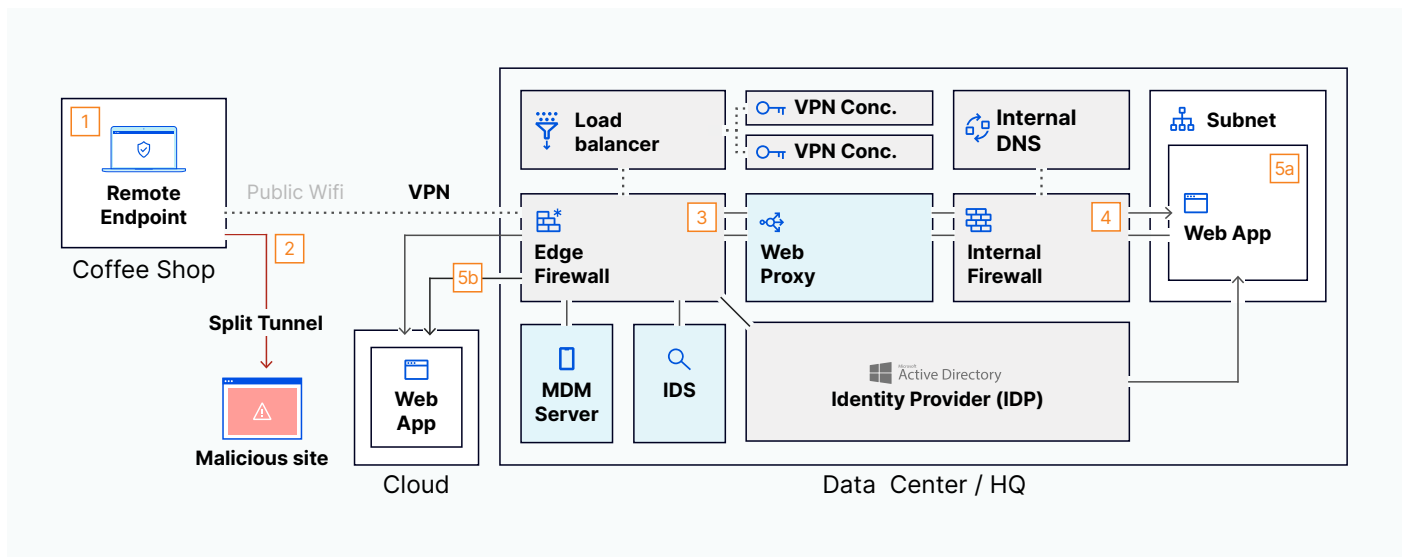 1
Remote
Endpoint
Coffee Shop
Public Wifi
VPN
2
Split Tunnel
Malicious site
5b
Web
App
Cloud
Load
balancer
VPN Conc.
VPN Conc.
Internal
DNS
Subnet
5a
Web App
3
Edge
Firewall
Web
Proxy
4
Internal
Firewall
MDM
Server
IDS
Microsoft
Active Directory
Identity Provider (IDP)
Data Center / HQ